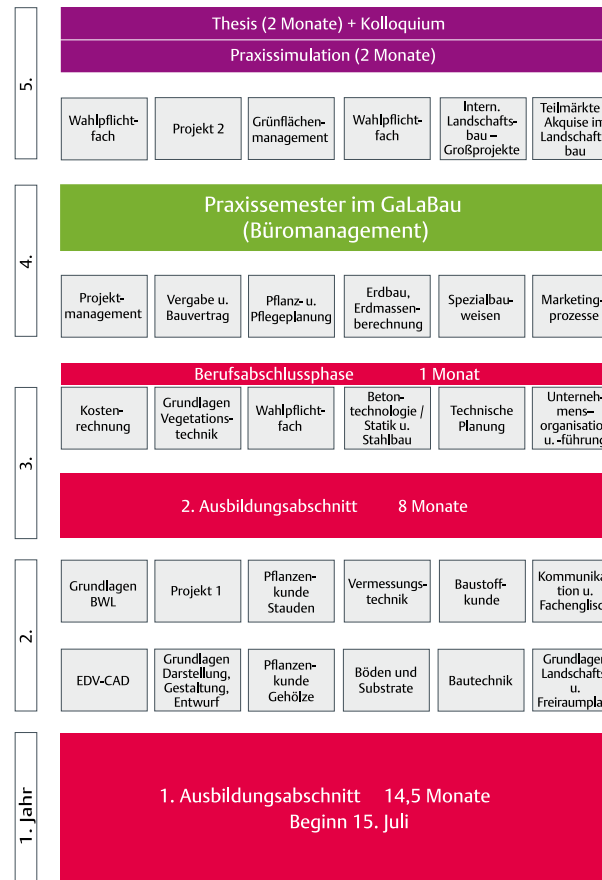 5.
Thesis (2 Monate) + Kolloquium
Praxissimulation (2 Monate)
Wahlpflicht-
fach
Projekt 2
Grünflächen-
management
Wahlpflicht-
fach
Intern.
Landschafts-
bau –
Großprojekte
Teilmärkte
Akquise im
Landschaft
bau
4.
Praxissemester im GaLaBau
(Büromanagement)
Projekt-
management
Vergabe u.
Bauvertrag
Pflanz- u.
Pflegeplanung
Erdbau,
Erdmassen-
berechnung
Spezialbau-
weisen
Marketing-
prozesse
3.
Berufsabschlussphase 1 Monat
Kosten-
rechnung
Grundlagen
Vegetations-
technik
Wahlpflicht-
fach
Beton-
technologie /
Statik u.
Stahlbau
Technische
Planung
Unterneh-
mens–
organisation
u. -führung
2. Ausbildungsabschnitt 8 Monate
2.
Grundlagen
BWL
Projekt 1
Pflanzen-
kunde
Stauden
Vermessungs-
technik
Baustoff-
kunde
Kommunika
tion u.
Fachenglisc
EDV-CAD
Grundlagen
Darstellung,
Gestaltung,
Entwurf
Pflanzen-
kunde
Gehölze
Böden und
Substrate
Bautechnik
Grundlagen
Landschafts
u.
Freiraumpla
1. Jahr
1. Ausbildungsabschnitt 14,5 Monate
Beginn 15. Juli